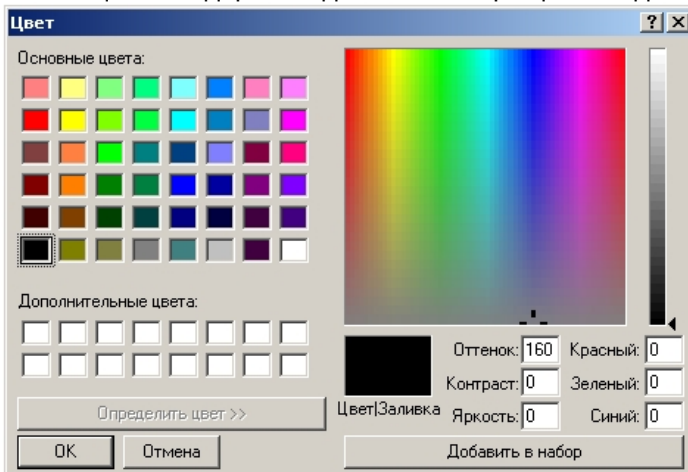 Цвет
Основные цвета:
Дополнительные цвета:
Определить цвет >>
OK Отмена
Цвет|Заливка
Оттенок: 160 Красный: 0
Контраст: 0 Зеленый: 0
Яркость: 0 Синий: 0
Добавить в набор